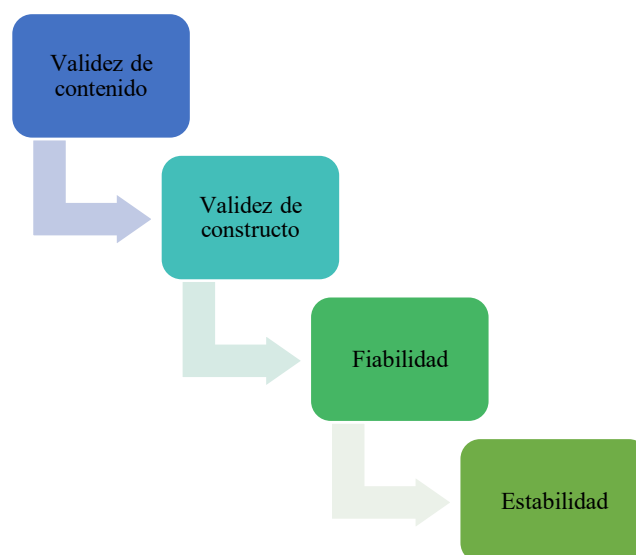 Validez de
contenido
Validez de
constructo
Fiabilidad
Estabilidad